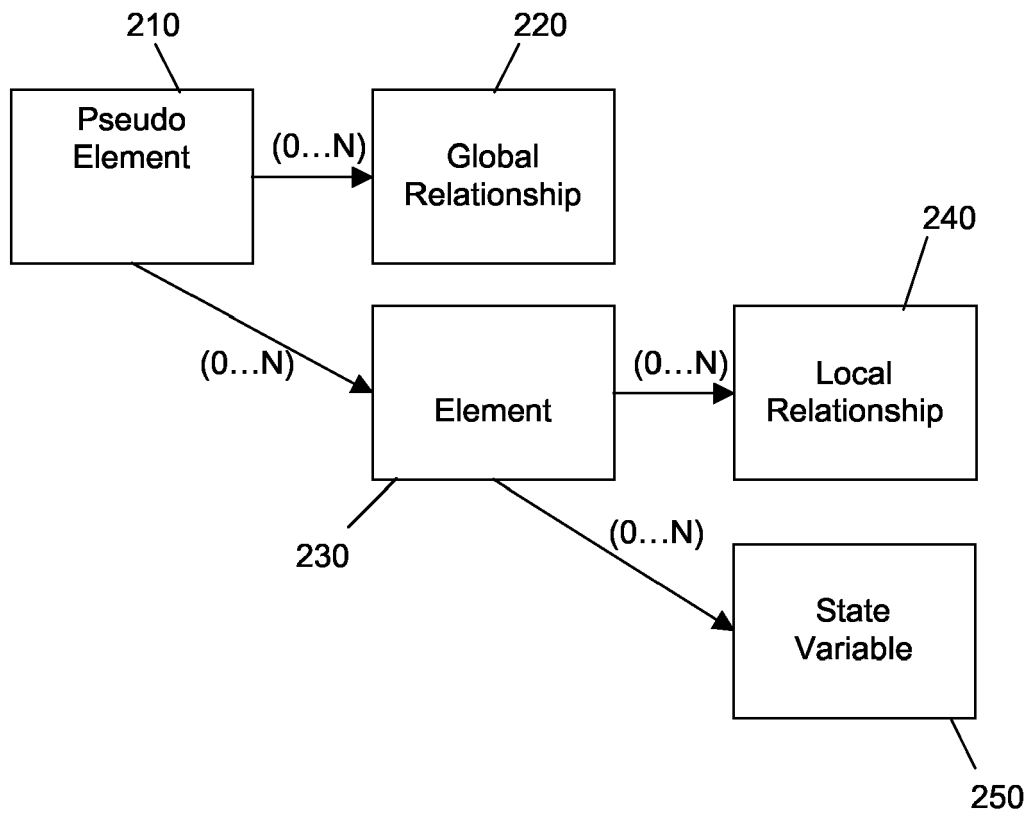 210
220
Pseudo
Element
(0...N)
Global
Relationship
240
(0...N)
Element
(0...N)
Local
Relationship
230
(0...N)
State
Variable
250